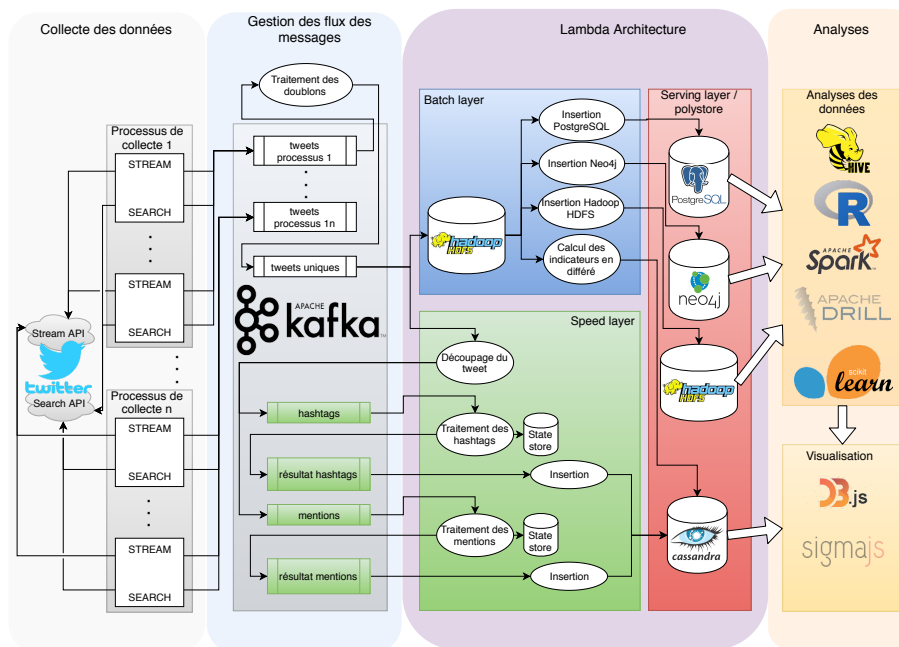 Collecte des données
Gestion des flux des
messages
Lambda Architecture
Analyses
Processus de
collecte 1
STREAM
SEARCH
STREAM
SEARCH
Stream API
twitter
Search API
Processus de
collecte n
STREAM
SEARCH
STREAM
SEARCH
Traitement des
doublons
tweets
processus 1
tweets
processus 1n
tweets uniques
APACHE
kafka
hashtags
résultat hashtags
mentions
résultat mentions
Batch layer
hadoop
HDFS
Insertion
PostgreSQL
Insertion Neo4j
Insertion Hadoop
HDFS
Calcul des
indicateurs en
différé
Speed layer
Découpage du
tweet
Traitement des
hashtags
State
store
Insertion
Traitement des
mentions
State
store
Insertion
Serving layer /
polystore
PostgreSQL
neo4j
hadoop
HDFS
cassandra
Analyses des
données
HIVE
R
APACHE
Spark
APACHE
DRILL
scikit
learn
Visualisation
D3.js
sigmajs